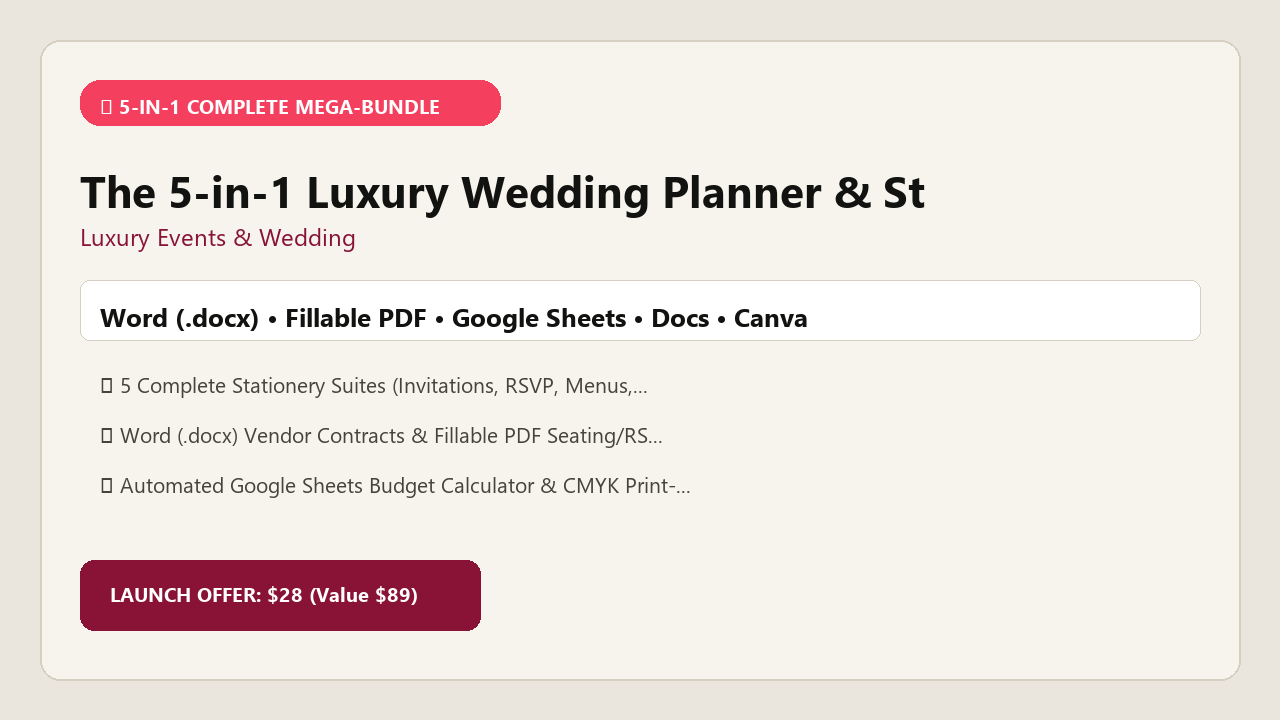 5-IN-1 COMPLETE MEGA-BUNDLE
The 5-in-1 Luxury Wedding Planner & St
Luxury Events & Wedding
Word (.docx) • Fillable PDF • Google Sheets • Docs • Canva
5 Complete Stationery Suites (Invitations, RSVP, Menus,...
Word (.docx) Vendor Contracts & Fillable PDF Seating/RS...
Automated Google Sheets Budget Calculator & CMYK Print-...
LAUNCH OFFER: $28 (Value $89)